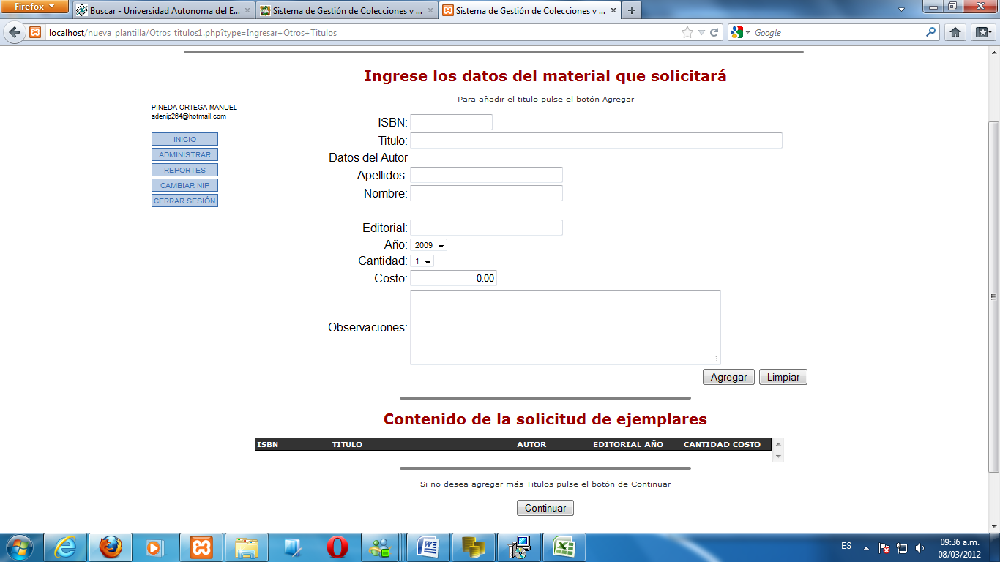 Firefox
Buscar - Universidad Autonoma del E...
Sistema de Gestión de Colecciones v ...
Sistema de Gestión de Colecciones v ...
localhost/nueva_plantilla/Otros_titulos1.php?type=Ingresar+Otros+Titulos
Google
Ingrese los datos del material que solicitará
Para añadir el titulo pulse el botón Agregar
PINEDA ORTEGA MANUEL
adenip264@hotmail.com
INICIO
ADMINISTRAR
REPORTES
CAMBIAR NIP
CERRAR SESIÓN
ISBN:
Titulo:
Datos del Autor
Apellidos:
Nombre:
Editorial:
Año: 2009
Cantidad: 1
Costo: 0.00
Observaciones:
Agregar Limpiar
Contenido de la solicitud de ejemplares
ISBN TITULO AUTOR EDITORIAL AÑO CANTIDAD COSTO
Si no desea agregar más Titulos pulse el botón de Continuar
Continuar
ES
09:36 a.m.
08/03/2012